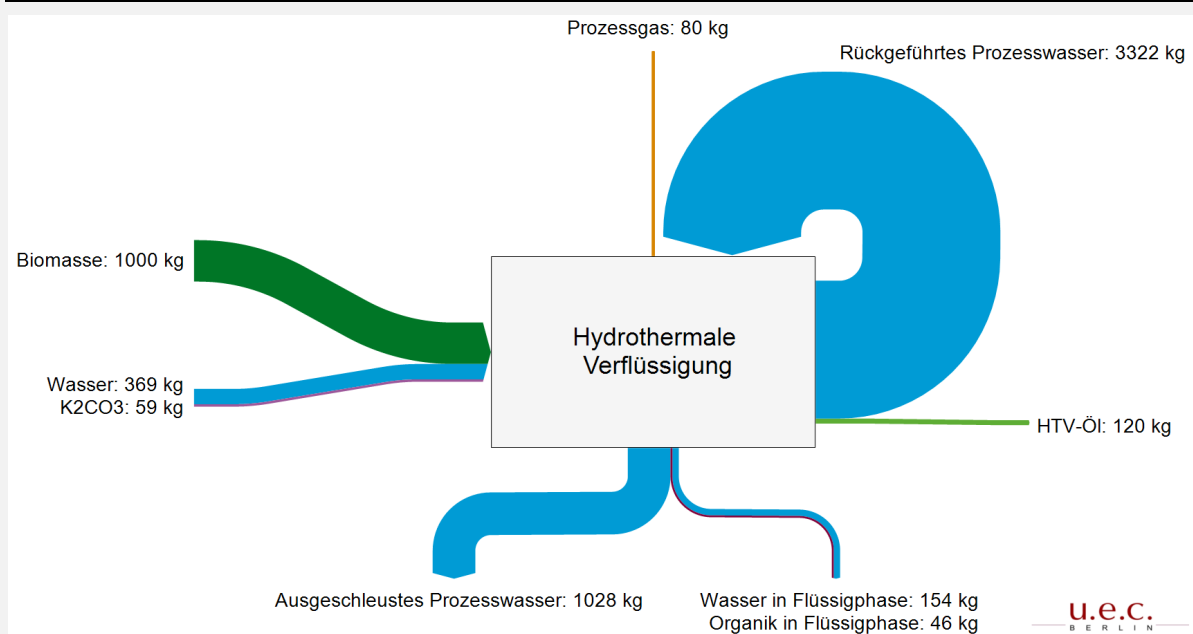 Prozessgas: 80 kg
Rückgeführtes Prozesswasser: 3322 kg
Biomasse: 1000 kg
Hydrothermale
Verflüssigung
Wasser: 369 kg
K2CO3: 59 kg
HTV-Öl: 120 kg
Ausgeschleustes Prozesswasser: 1028 kg
Wasser in Flüssigphase: 154 kg
Organik in Flüssigphase: 46 kg
u.e.c.
BERLIN